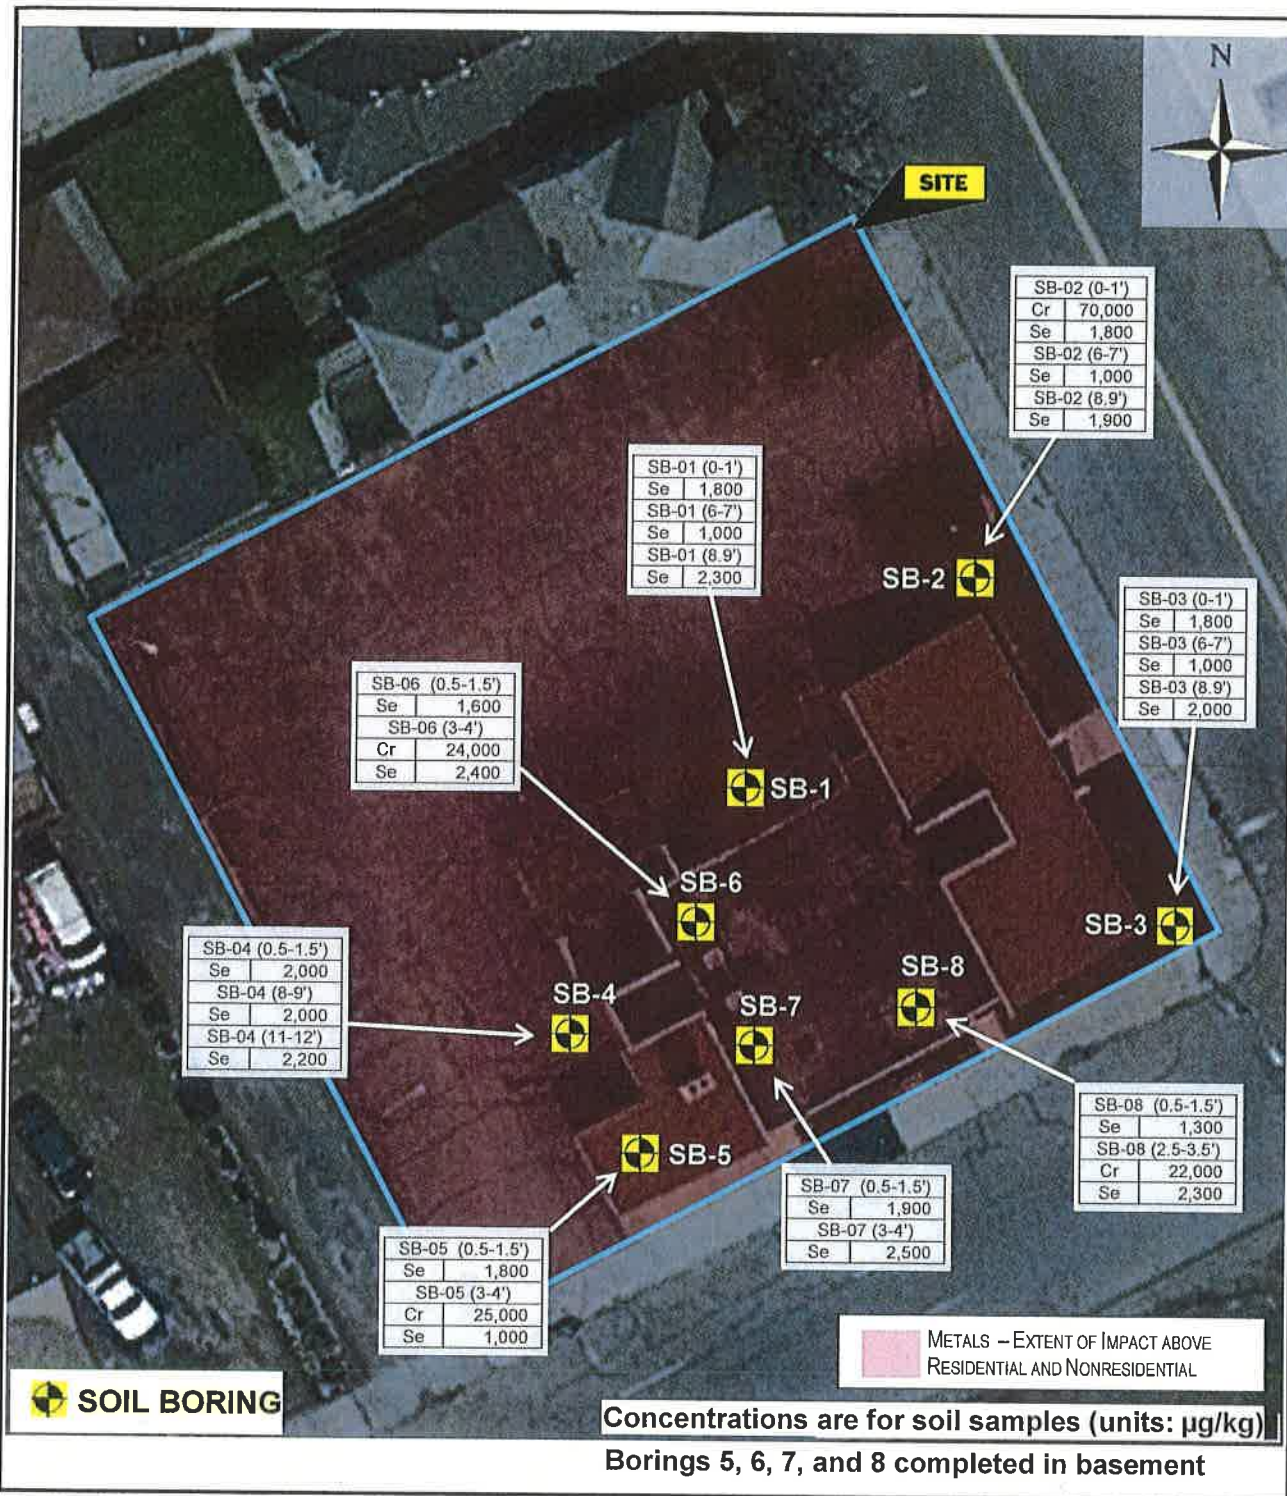 N
SITE
SB-02 (0-1')
Cr 70,000
Se 1,800
SB-02 (6-7')
Se 1,000
SB-02 (8.9')
Se 1,900
SB-01 (0-1')
Se 1,800
SB-01 (6-7')
Se 1,000
SB-01 (8.9')
Se 2,300
SB-2
SB-03 (0-1')
Se 1,800
SB-03 (6-7')
Se 1,000
SB-03 (8.9')
Se 2,000
SB-06 (0.5-1.5')
Se 1,600
SB-06 (3-4')
Cr 24,000
Se 2,400
SB-1
SB-6
SB-3
SB-04 (0.5-1.5')
Se 2,000
SB-04 (8-9')
Se 2,000
SB-04 (11-12')
Se 2,200
SB-4
SB-7
SB-8
SB-5
SB-08 (0.5-1.5')
Se 1,300
SB-08 (2.5-3.5')
Cr 22,000
Se 2,300
SB-07 (0.5-1.5')
Se 1,900
SB-07 (3-4')
Se 2,500
SB-05 (0.5-1.5')
Se 1,800
SB-05 (3-4')
Cr 25,000
Se 1,000
METALS – EXTENT OF IMPACT ABOVE
RESIDENTIAL AND NONRESIDENTIAL
SOIL BORING
Concentrations are for soil samples (units: µg/kg)
Borings 5, 6, 7, and 8 completed in basement